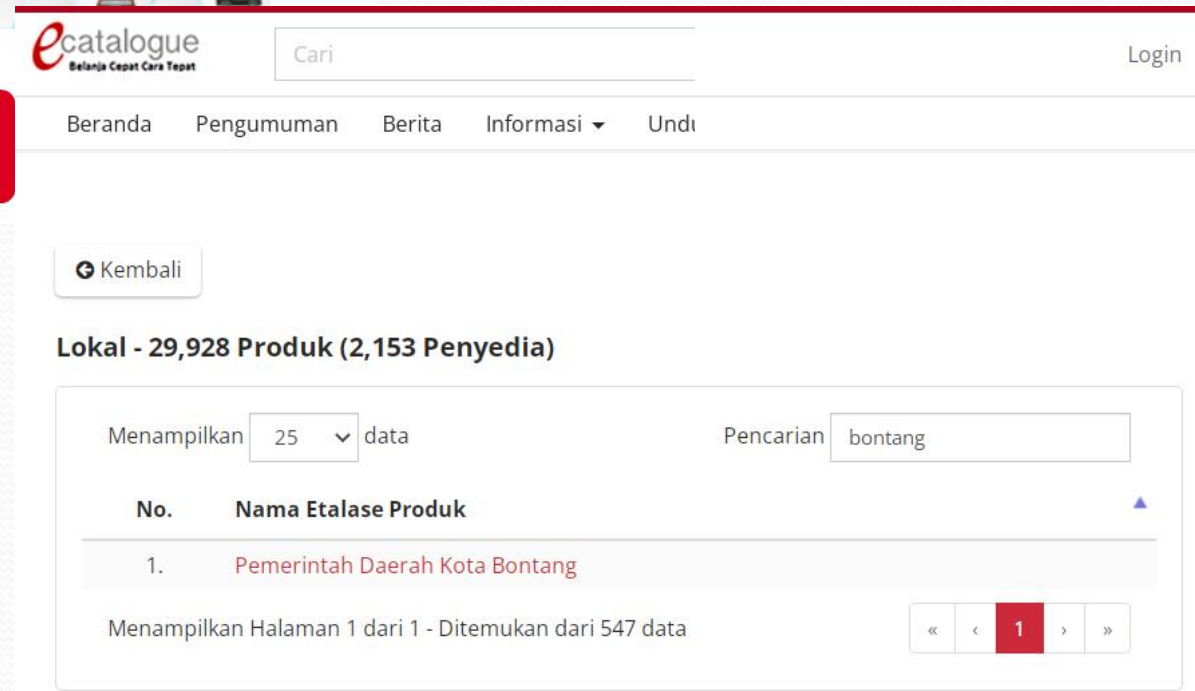 ecatalogue
Belanja Cepat Cara Tepat
Cari
Login
Beranda Pengumuman Berita Informasi
Kembali
Lokal - 29,928 Produk (2,153 Penyedia)
Menampilkan 25 data Pencarian bontang
No. Nama Etalase Produk
1. Pemerintah Daerah Kota Bontang
Menampilkan Halaman 1 dari 1 - Ditemukan dari 547 data « ‹ 1 › »